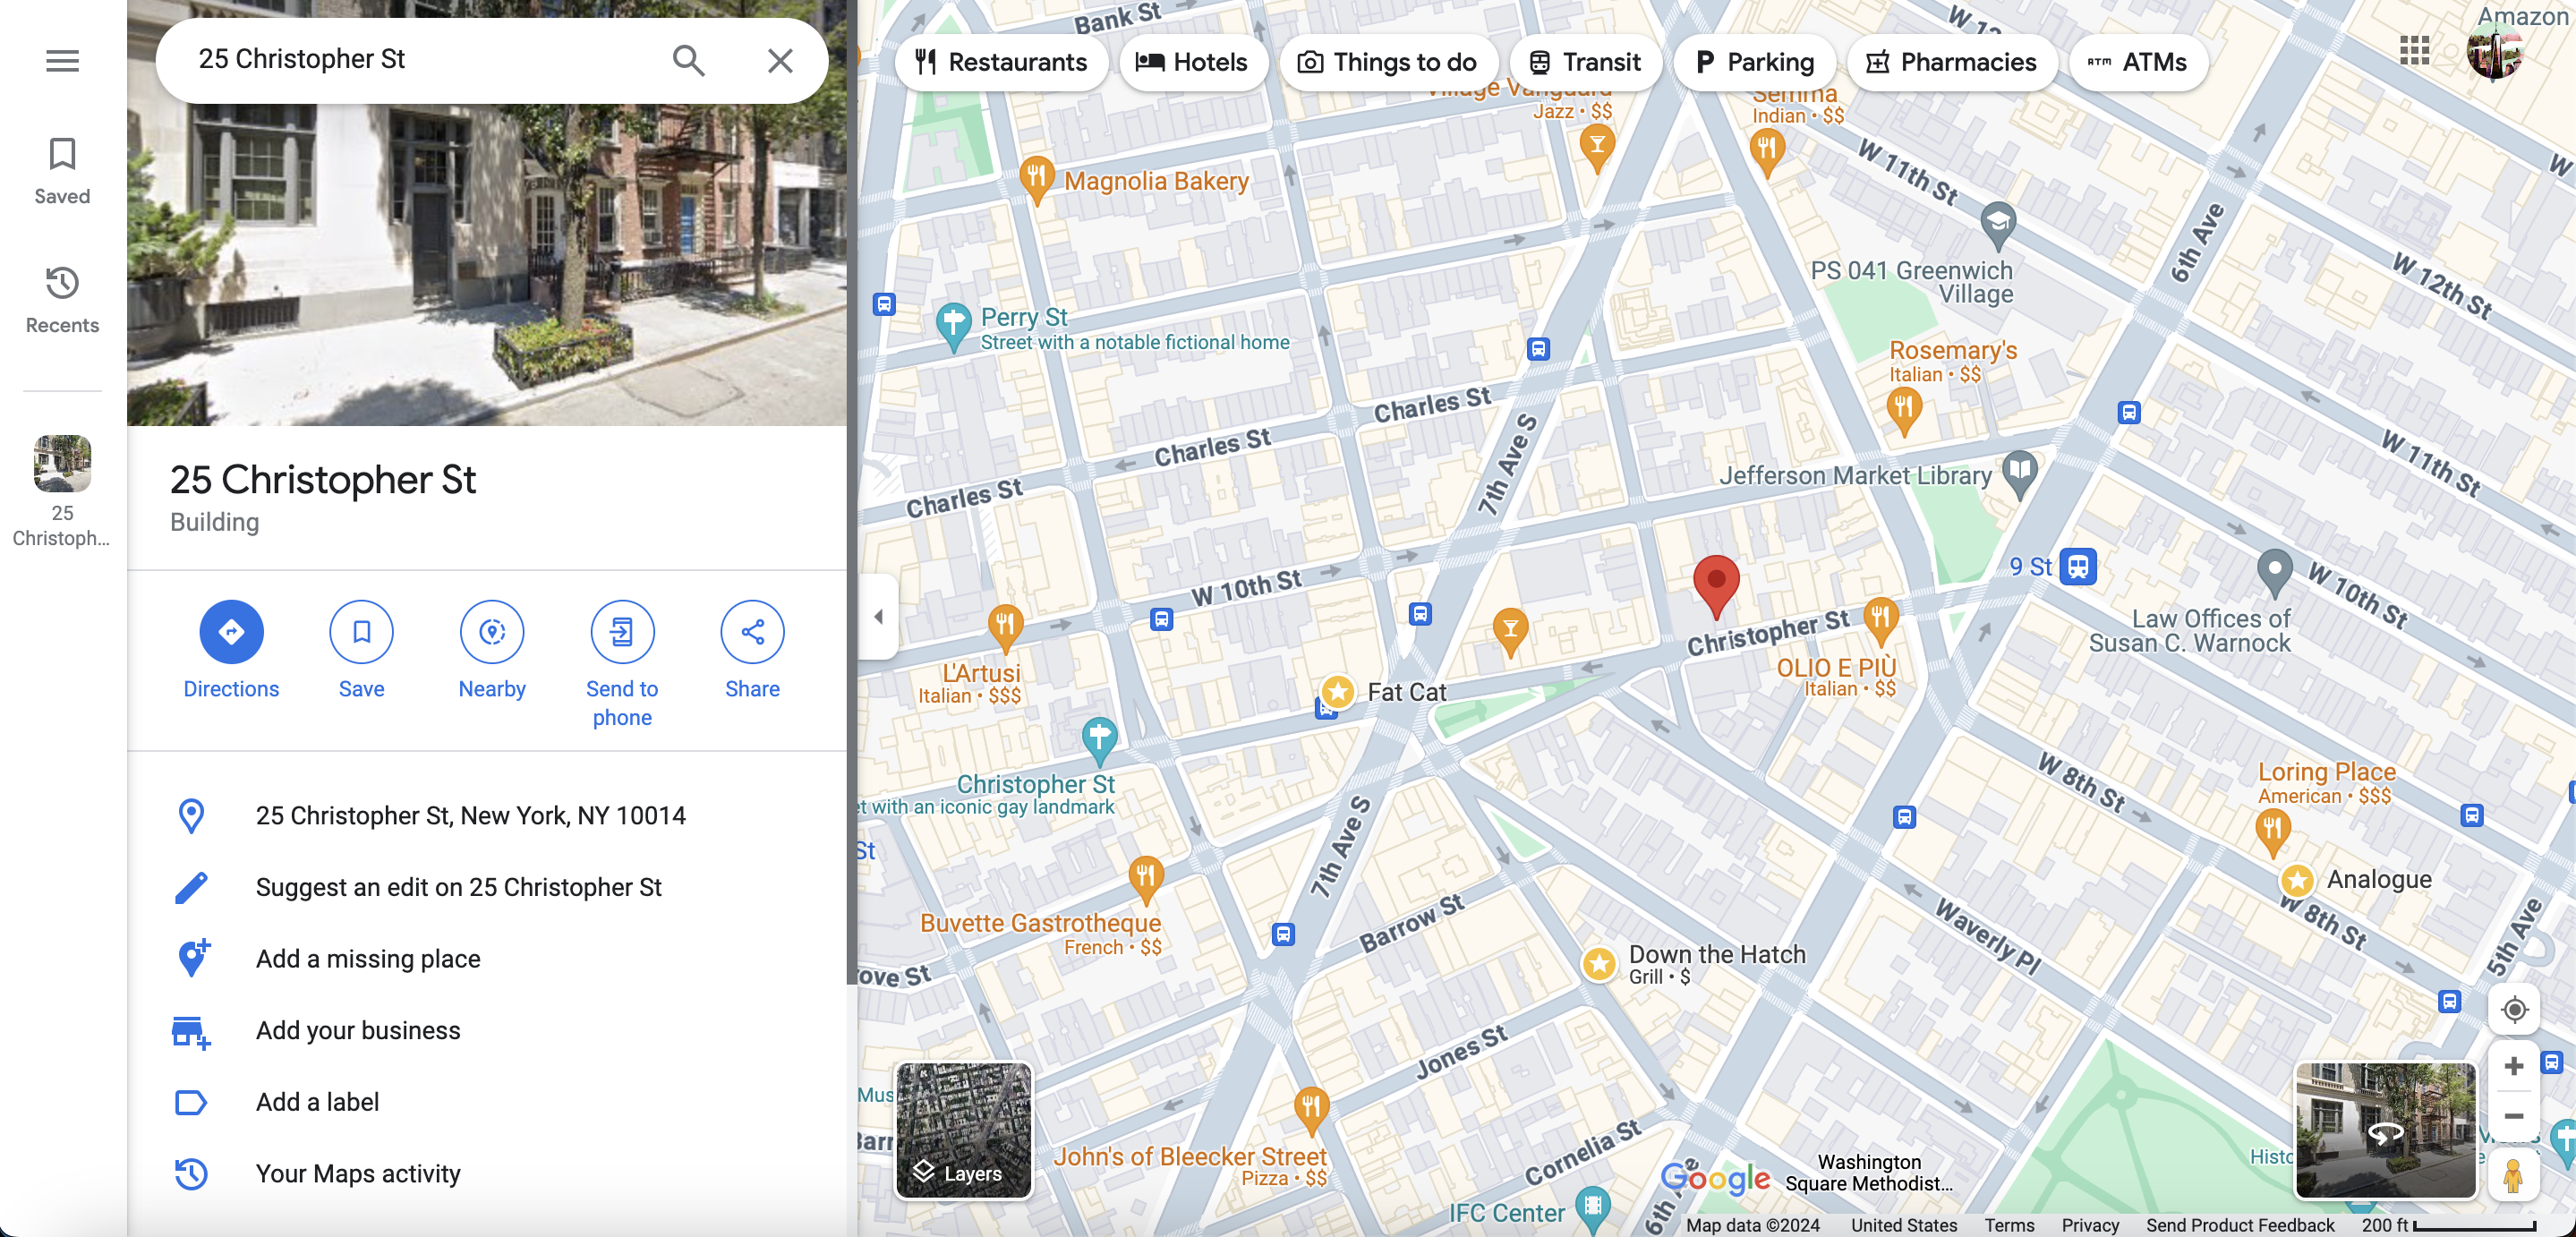 25 Christopher St
Saved
Recents
25
Christoph...
25 Christopher St
Building
Directions
Save
Nearby
Send to
phone
Share
25 Christopher St, New York, NY 10014
Suggest an edit on 25 Christopher St
Add a missing place
Add your business
Add a label
Your Maps activity
Restaurants
Hotels
Things to do
Transit
Parking
Pharmacies
ATM
ATMs
Amazon
Bank St
Village Vanguard
Jazz • $$
Semma
Indian • $$
Magnolia Bakery
W 11th St
6th Ave
W 12th St
PS 041 Greenwich
Village
Perry St
Street with a notable fictional home
Rosemary's
Italian • $$
Charles St
Charles St
Charles St
7th Ave S
W 11th St
Jefferson Market Library
9 St
W 10th St
W 10th St
Law Offices of
Susan C. Warnock
Christopher St
L'Artusi
Italian • $$$
OLIO E PIÙ
Italian • $$
Fat Cat
Christopher St
et with an iconic gay landmark
St
W 8th St
Loring Place
American • $$$
7th Ave S
Analogue
W 8th St
Buvette Gastrotheque
French • $$
Barrow St
Waverly Pl
5th Ave
Down the Hatch
Grill • $
ove St
Jones St
Mus
Barr
Layers
John's of Bleecker Street
Pizza • $$
Cornelia St
Google
Washington
Square Methodist...
Histo
IFC Center
6th A
Map data ©2024
United States
Terms
Privacy
Send Product Feedback
200 ft